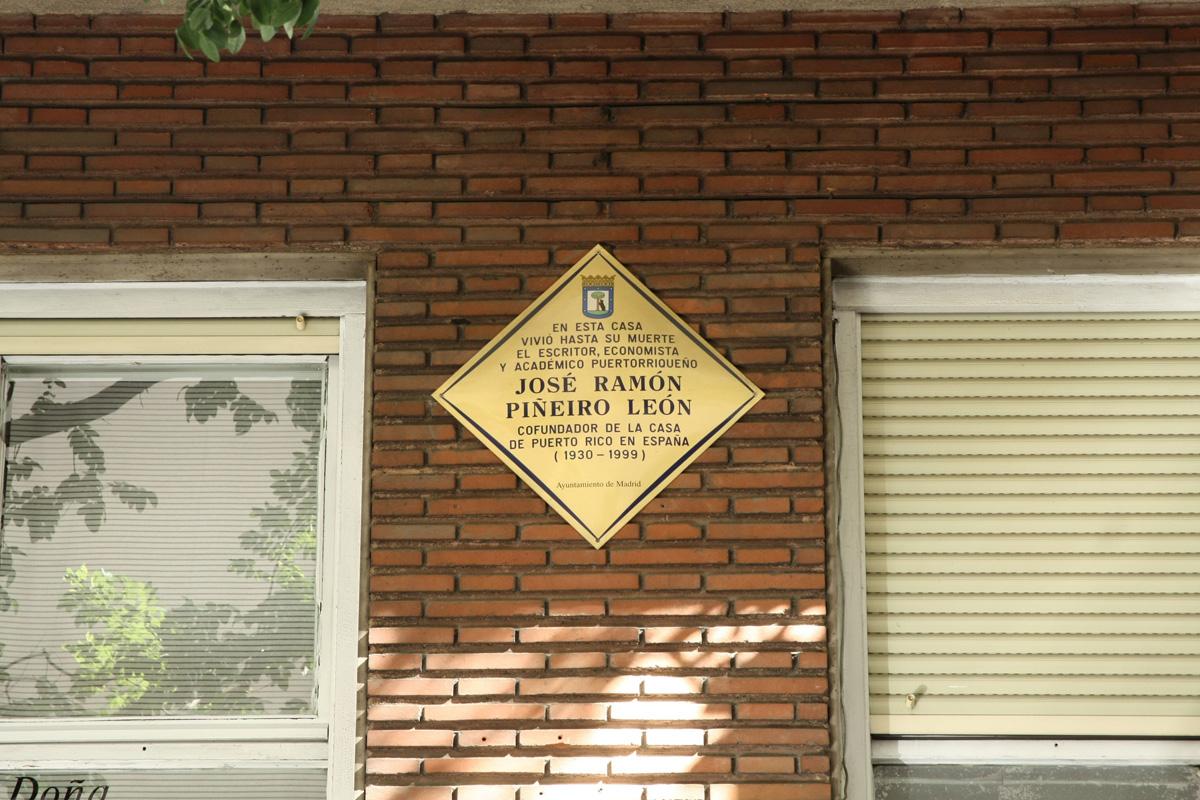 EN ESTA CASA
VIVIÓ HASTA SU MUERTE
EL ESCRITOR, ECONOMISTA
Y ACADÉMICO PUERTORRIQUEÑO
JOSÉ RAMÓN
PIÑEIRO LEÓN
COFUNDADOR DE LA CASA
DE PUERTO RICO EN ESPAÑA
(1930 – 1999)
Ayuntamiento de Madrid
Doña